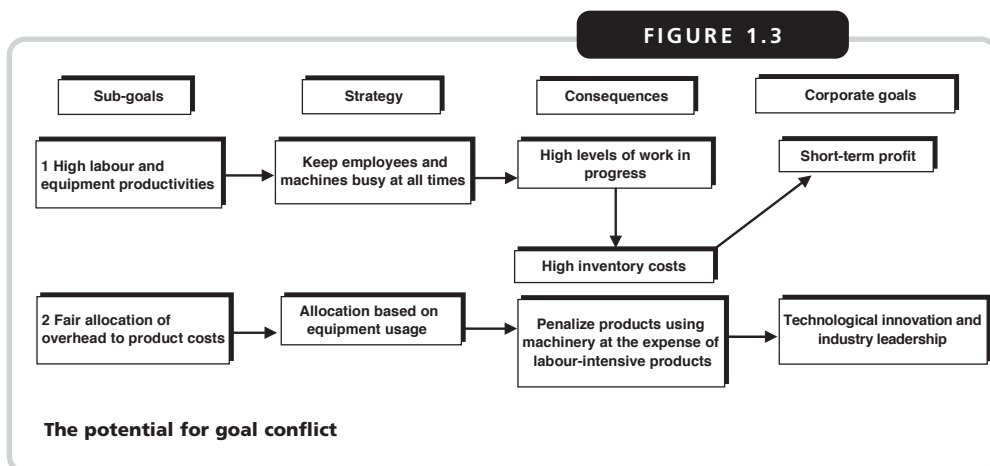 FIGURE 1.3
Sub-goals
Strategy
Consequences
Corporate goals
1 High labour and
equipment productivities
Keep employees and
machines busy at all times
High levels of work in
progress
Short-term profit
High inventory costs
2 Fair allocation of
overhead to product costs
Allocation based on
equipment usage
Penalize products using
machinery at the expense of
labour-intensive products
Technological innovation and
industry leadership
The potential for goal conflict